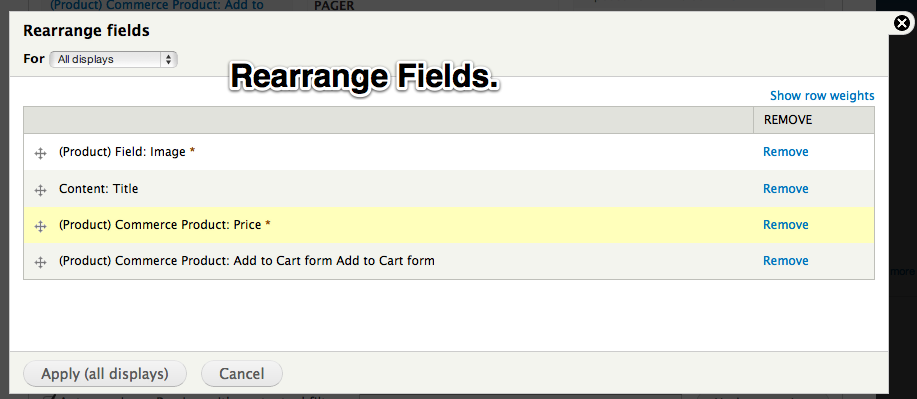 (Product) Commerce Product: Add to
PAGER
Rearrange fields
For All displays
Rearrange Fields.
Show row weights
REMOVE
(Product) Field: Image * Remove
Content: Title Remove
(Product) Commerce Product: Price * Remove
(Product) Commerce Product: Add to Cart form Add to Cart form Remove
Apply (all displays) Cancel